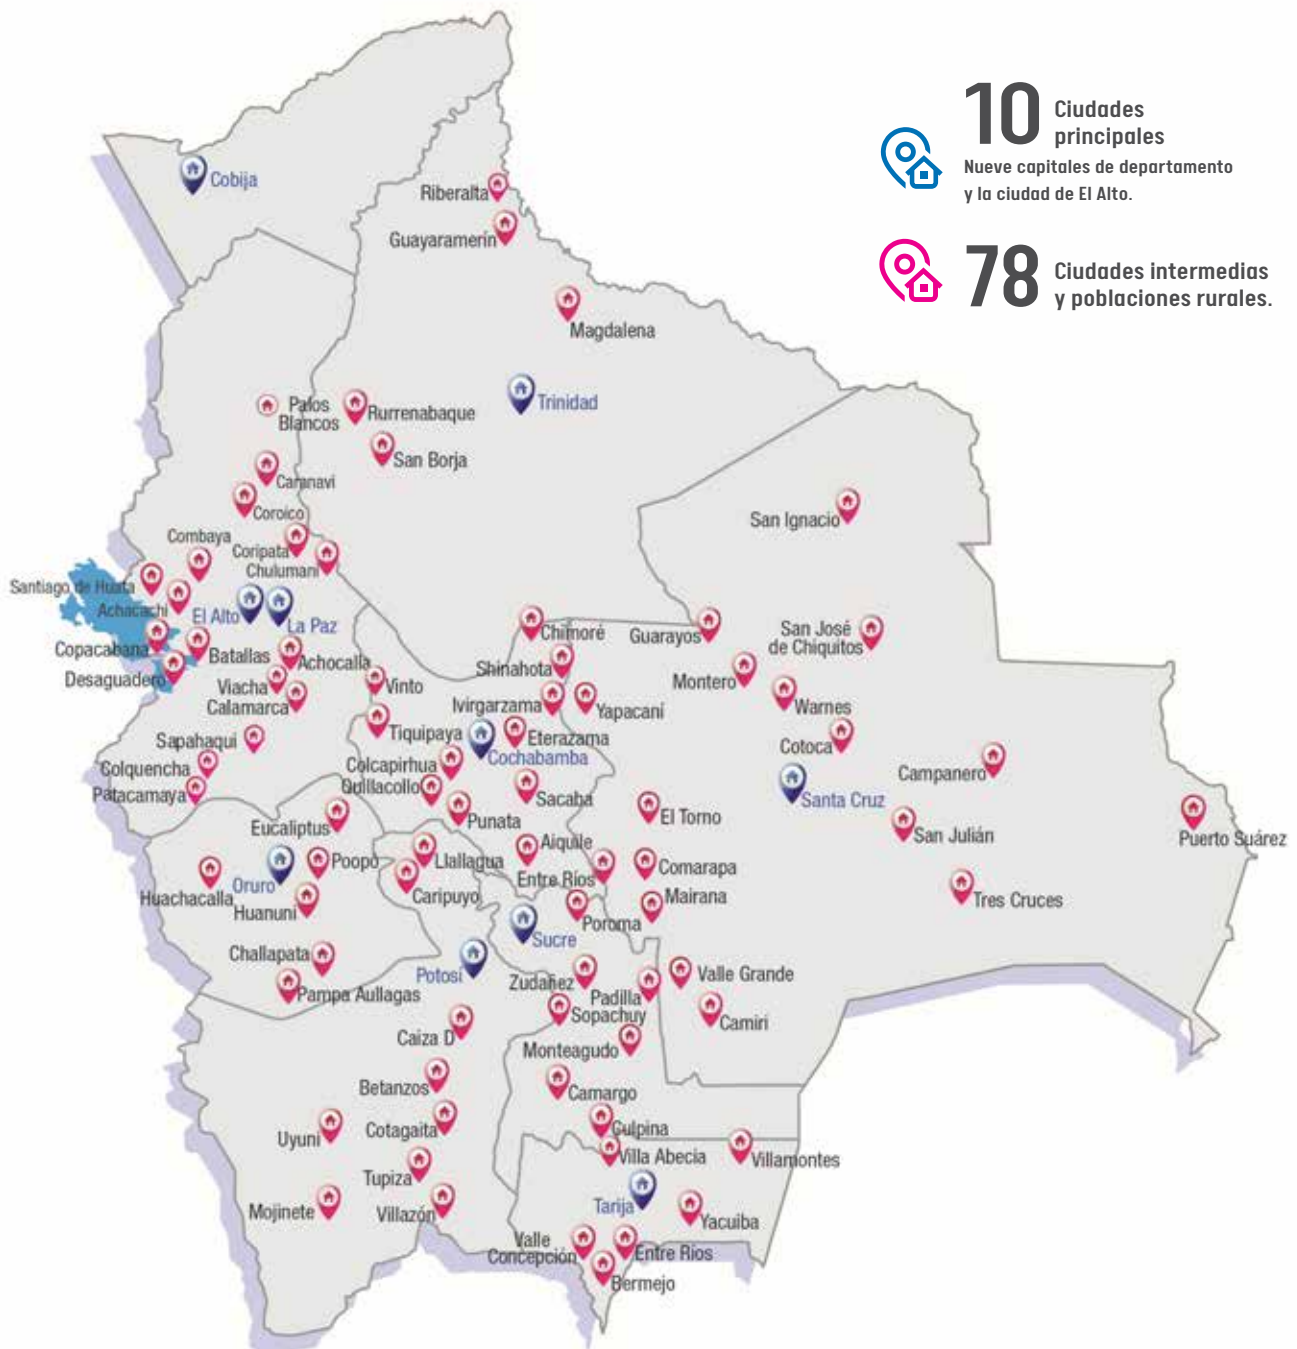 10 Ciudades
principales
Nueve capitales de departamento
y la ciudad de El Alto.
78 Ciudades intermedias
y poblaciones rurales.
Cobija
Riberalta
Guayaramerín
Magdalena
Trinidad
Palos
Blancos
Rurrenabaque
San Borja
Caranavi
Coroico
San Ignacio
Combaya
Coripata
Chulumani
Santiago de Huata
Achacachi
El Alto
La Paz
Copacabana
Batallas
Achocalla
Desaguadero
Viacha
Calamarca
Vinto
Chimoré
Guarayos
San José
de Chiquitos
Shinahota
Montero
Ivirgarzama
Yapacaní
Warnes
Sapahaqui
Tiquipaya
Eterazama
Cotoca
Cochabamba
Colquencha
Colcapirhua
Campanero
Patacamaya
Quillacollo
Sacaba
Santa Cruz
Eucaliptus
Punata
El Torno
San Julián
Puerto Suárez
Poopó
Llallagua
Aiquile
Oruro
Huachacalla
Caripuyo
Entre Ríos
Comarapa
Huanuni
Mairana
Tres Cruces
Poroma
Sucre
Challapata
Potosí
Zudañez
Valle Grande
Pampa Aullagas
Padilla
Sopachuy
Camiri
Caiza D
Monteagudo
Betanzos
Camargo
Uyuni
Cotagaita
Culpina
Villa Abecia
Villamontes
Tupiza
Mojinete
Villazón
Tarija
Yacuiba
Valle
Concepción
Entre Ríos
Bermejo